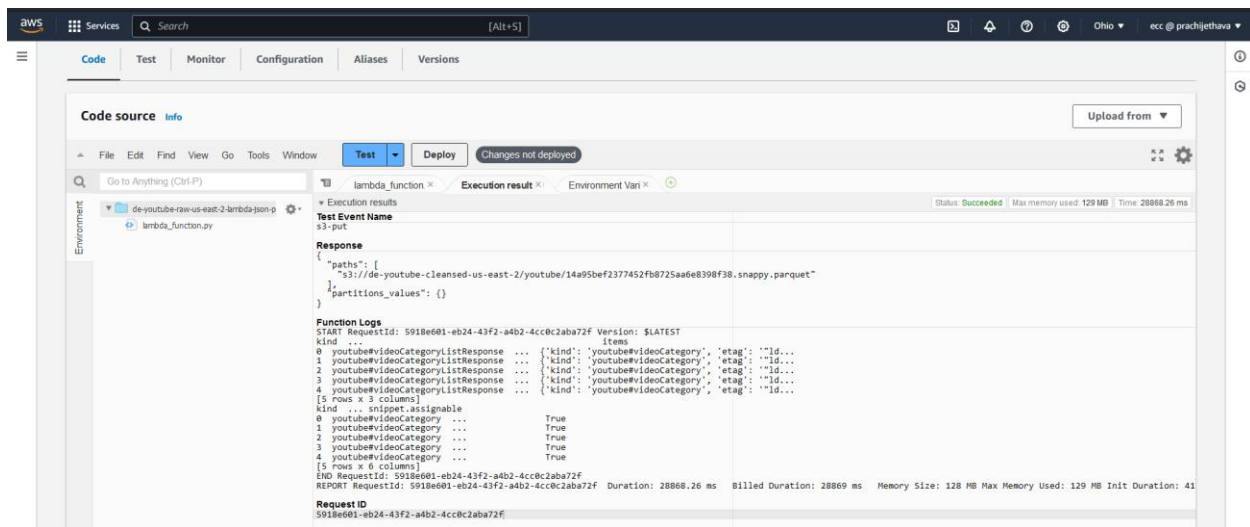 aws
Services
Search
[Alt+S]
Ohio ▼
ecc @ prachijethava ▼
Code Test Monitor Configuration Aliases Versions
Code source Info
Upload from ▼
File Edit Find View Go Tools Window Test Deploy Changes not deployed
Go to Anything (Ctrl-P)
lambda_function × Execution result × Environment Vari ×
Environment
de-youtube-raw-us-east-2-lambda-json-p
lambda_function.py
Execution results
Status: Succeeded Max memory used: 129 MB Time: 28868.26 ms
Test Event Name
s3-put
Response
{
"paths": [
"s3://de-youtube-cleansed-us-east-2/youtube/14a95bef2377452fb8725aa6e8398f38.snappy.parquet"
],
"partitions_values": {}
}
Function Logs
START RequestId: 5918e601-eb24-43f2-a4b2-4cc0c2aba72f Version: $LATEST
kind ... items
0 youtube#videoCategoryListResponse ... {'kind': 'youtube#videoCategory', 'etag': '"ld...
1 youtube#videoCategoryListResponse ... {'kind': 'youtube#videoCategory', 'etag': '"ld...
2 youtube#videoCategoryListResponse ... {'kind': 'youtube#videoCategory', 'etag': '"ld...
3 youtube#videoCategoryListResponse ... {'kind': 'youtube#videoCategory', 'etag': '"ld...
4 youtube#videoCategoryListResponse ... {'kind': 'youtube#videoCategory', 'etag': '"ld...
[5 rows x 3 columns]
kind ... snippet.assignable
0 youtube#videoCategory ... True
1 youtube#videoCategory ... True
2 youtube#videoCategory ... True
3 youtube#videoCategory ... True
4 youtube#videoCategory ... True
[5 rows x 6 columns]
END RequestId: 5918e601-eb24-43f2-a4b2-4cc0c2aba72f
REPORT RequestId: 5918e601-eb24-43f2-a4b2-4cc0c2aba72f Duration: 28868.26 ms Billed Duration: 28869 ms Memory Size: 128 MB Max Memory Used: 129 MB Init Duration: 41
Request ID
5918e601-eb24-43f2-a4b2-4cc0c2aba72f